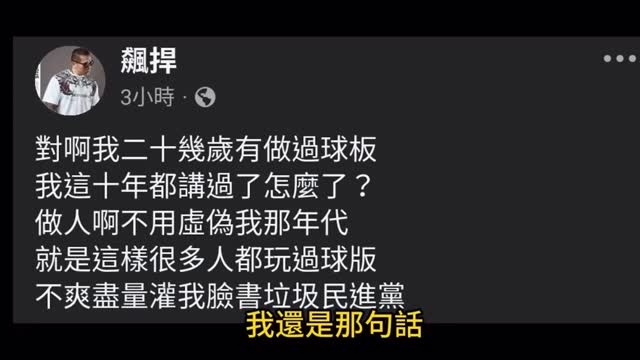 飆捍
3小時 ·
對啊我二十幾歲有做過球板
我這十年都講過了怎麼了？
做人啊不用虛偽我那年代
就是這樣很多人都玩過球版
不爽盡量灌我臉書垃圾民進黨
我還是那句話